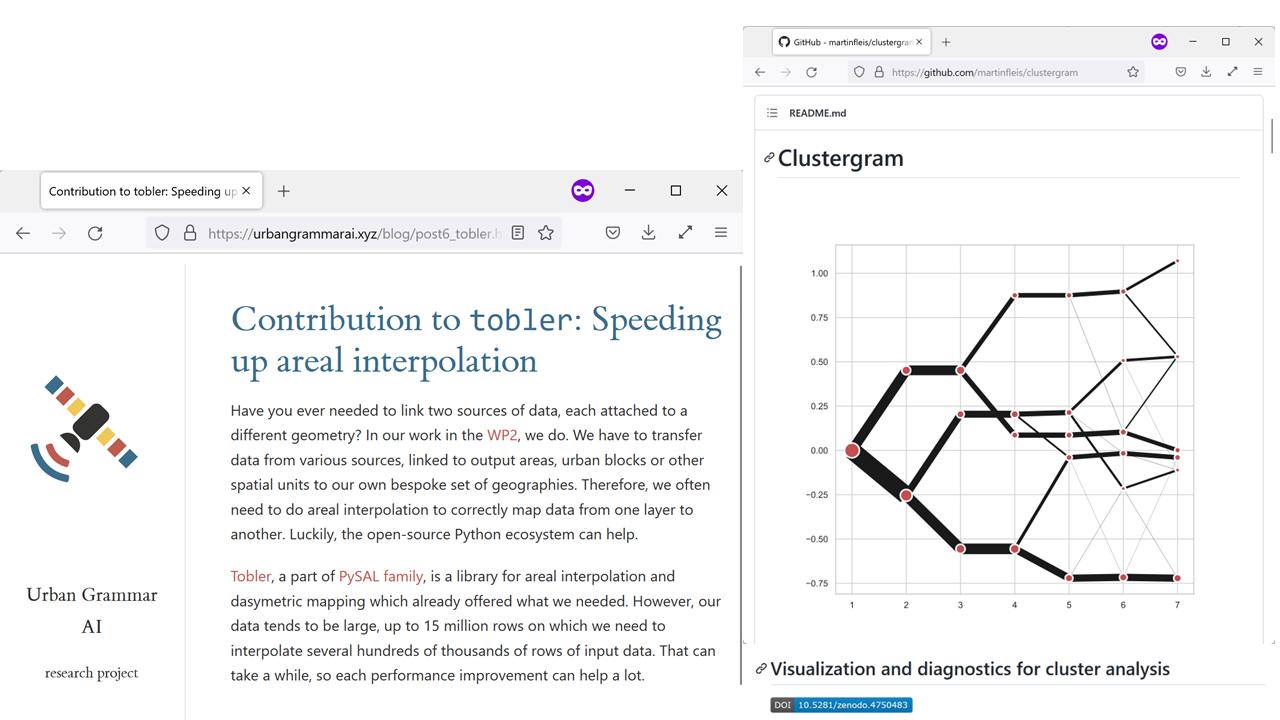 Contribution to tobler: Speeding up
https://urbangrammarai.xyz/blog/post6_tobler.h
Urban Grammar
AI
research project
Contribution to tobler: Speeding
up areal interpolation
Have you ever needed to link two sources of data, each attached to a
different geometry? In our work in the WP2, we do. We have to transfer
data from various sources, linked to output areas, urban blocks or other
spatial units to our own bespoke set of geographies. Therefore, we often
need to do areal interpolation to correctly map data from one layer to
another. Luckily, the open-source Python ecosystem can help.
Tobler, a part of PySAL family, is a library for areal interpolation and
dasymetric mapping which already offered what we needed. However, our
data tends to be large, up to 15 million rows on which we need to
interpolate several hundreds of thousands of rows of input data. That can
take a while, so each performance improvement can help a lot.
GitHub - martinfleis/clustergram
https://github.com/martinfleis/clustergram
README.md
Clustergram
1.00
0.75
0.50
0.25
0.00
−0.25
−0.50
−0.75
1 2 3 4 5 6 7
Visualization and diagnostics for cluster analysis
DOI 10.5281/zenodo.4750483